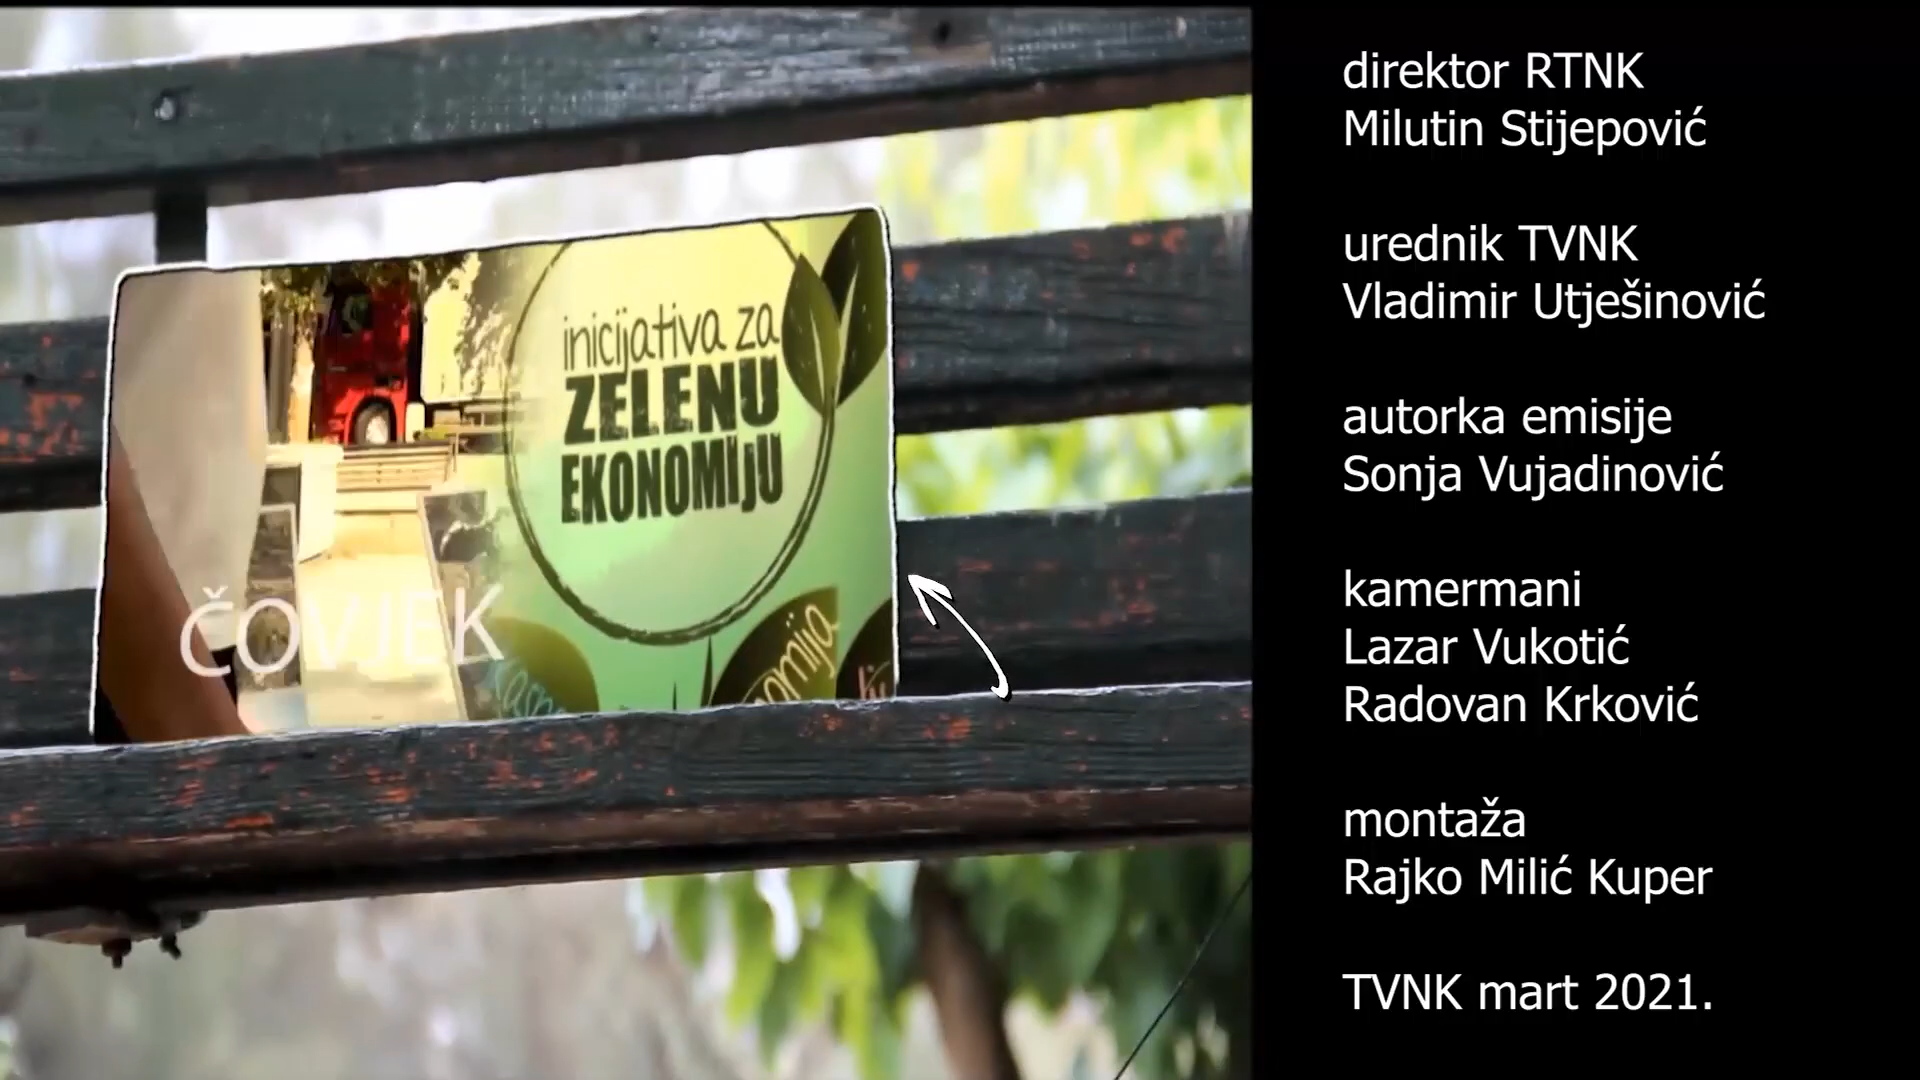 inicijativa za
ZELENU
EKONOMIJU
ČOVJEK
direktor RTNK
Milutin Stijepović
urednik TVNK
Vladimir Utješinović
autorka emisije
Sonja Vujadinović
kamermani
Lazar Vukotić
Radovan Krković
montaža
Rajko Milić Kuper
TVNK mart 2021.